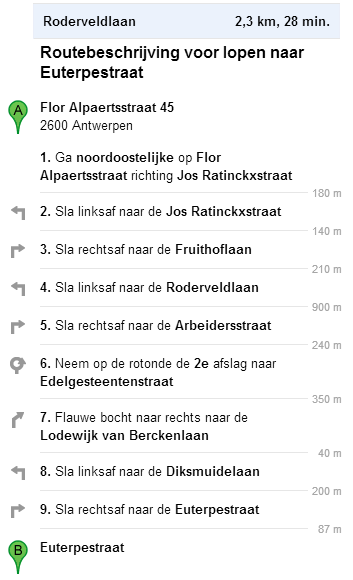 Roderveldlaan 2,3 km, 28 min.
Routebeschrijving voor lopen naar
Euterpestraat
A
Flor Alpaertsstraat 45
2600 Antwerpen
1. Ga noordoostelijke op Flor
Alpaertsstraat richting Jos Ratinckxstraat
180 m
2. Sla linksaf naar de Jos Ratinckxstraat
140 m
3. Sla rechtsaf naar de Fruithoflaan
210 m
4. Sla linksaf naar de Roderveldlaan
900 m
5. Sla rechtsaf naar de Arbeidersstraat
240 m
6. Neem op de rotonde de 2e afslag naar
Edelgesteentenstraat
350 m
7. Flauwe bocht naar rechts naar de
Lodewijk van Berckenlaan
40 m
8. Sla linksaf naar de Diksmuidelaan
200 m
9. Sla rechtsaf naar de Euterpestraat
87 m
B
Euterpestraat